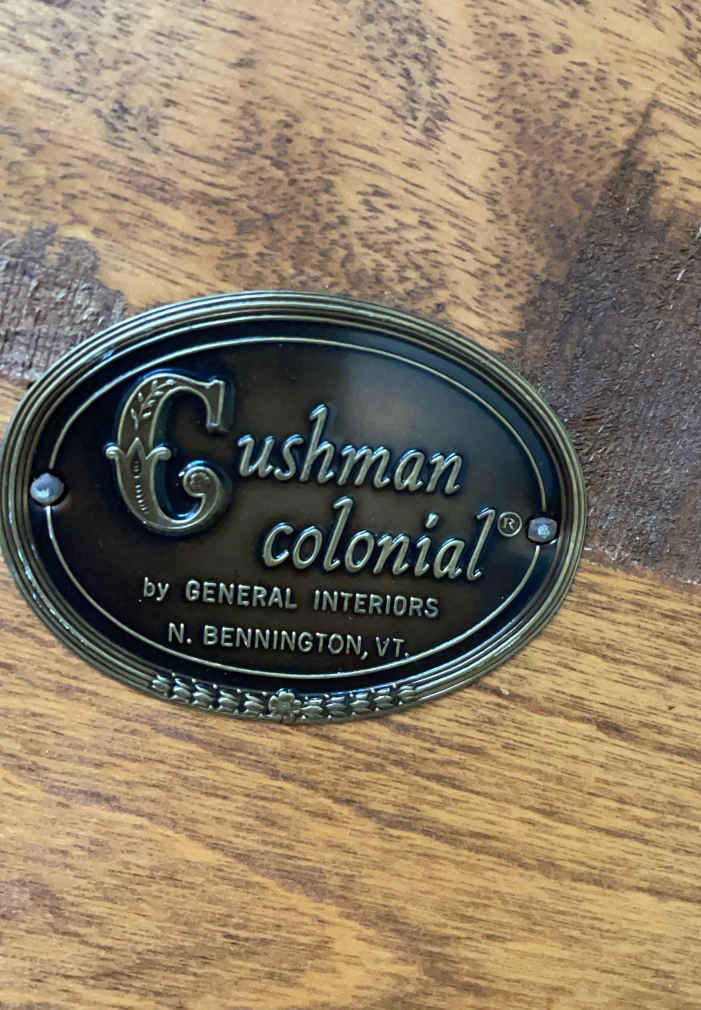 Cushman
colonial®
by GENERAL INTERIORS
N. BENNINGTON, VT.